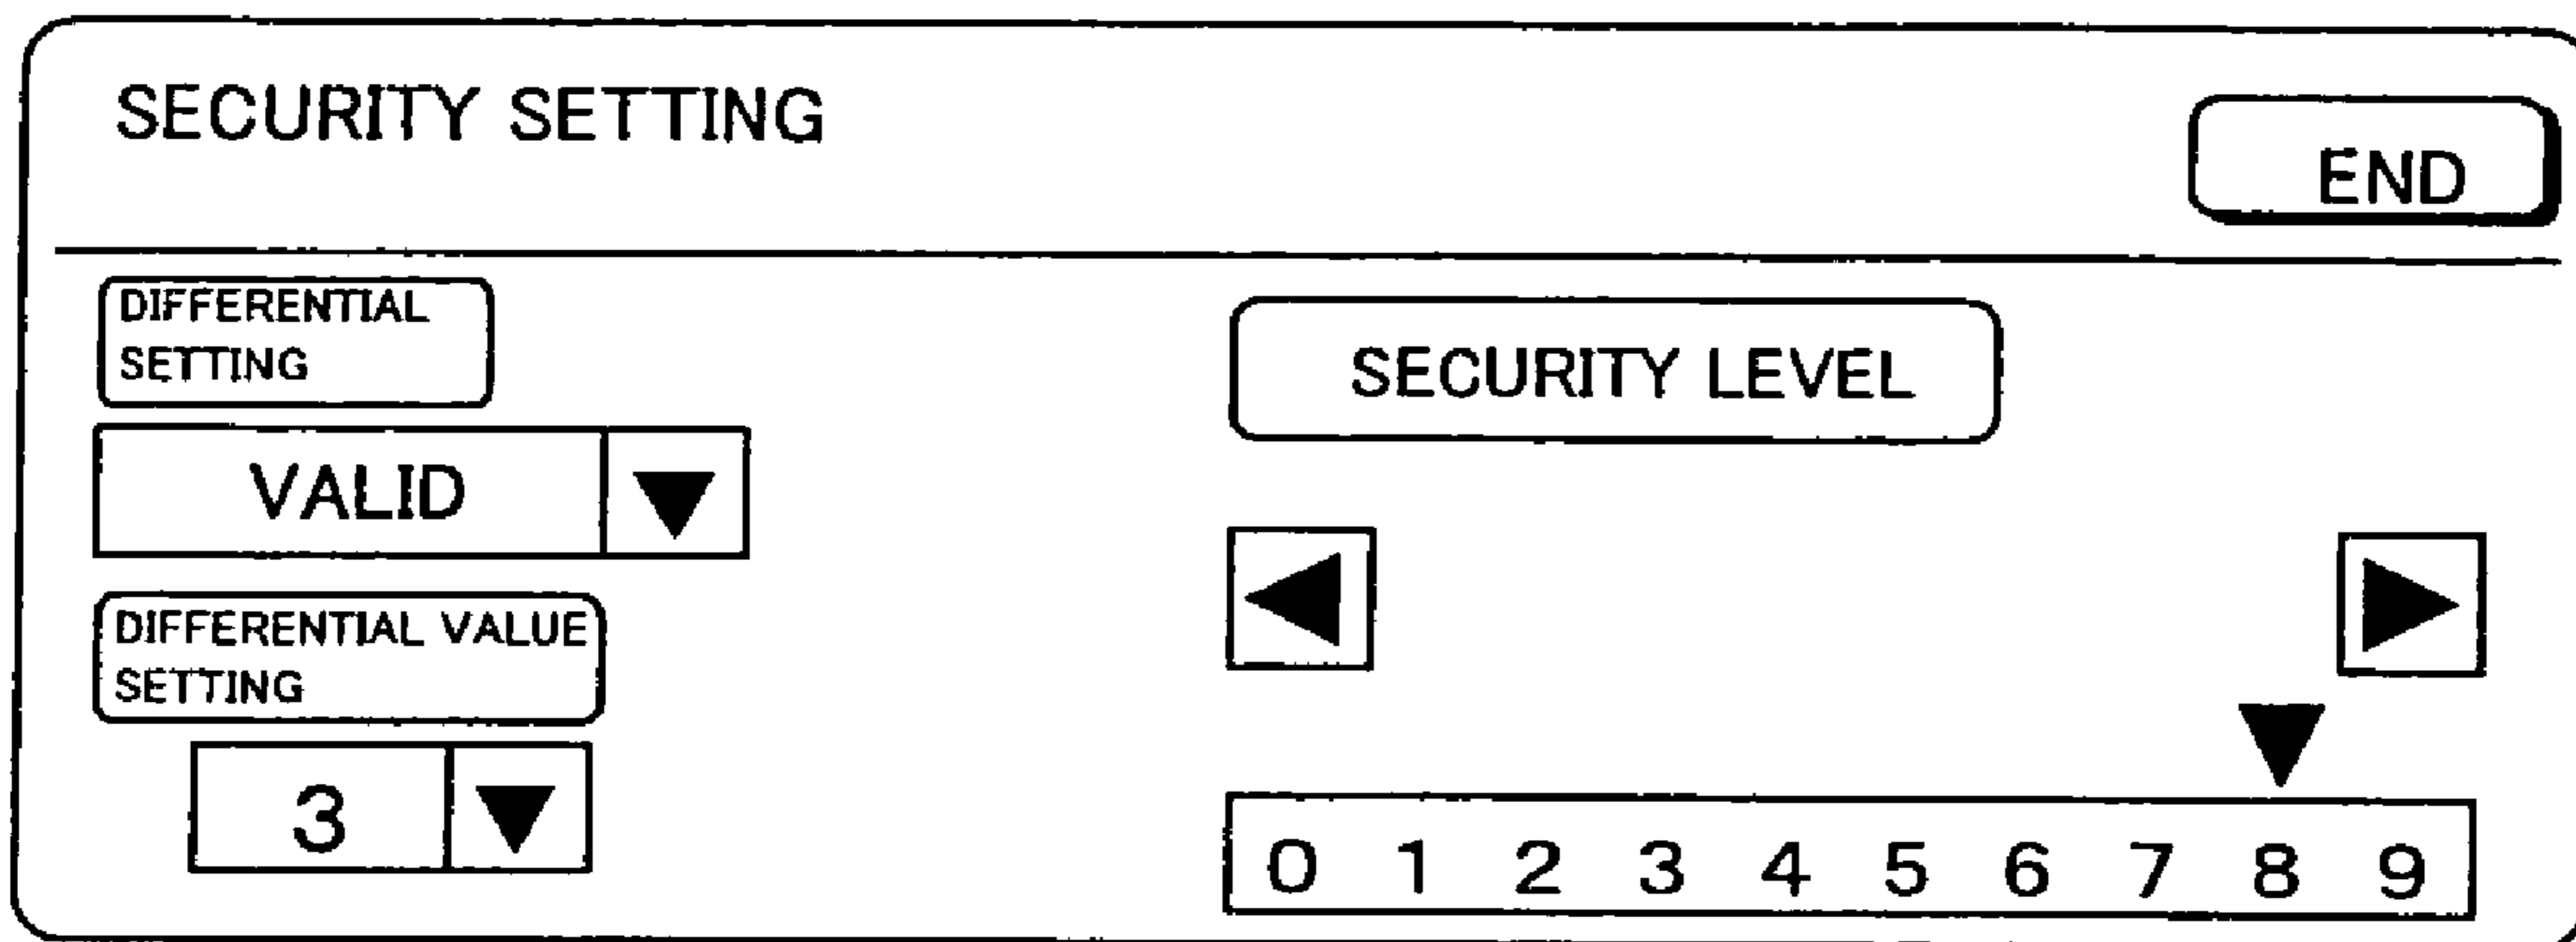 SECURITY SETTING
END
DIFFERENTIAL
SETTING
VALID
DIFFERENTIAL VALUE
SETTING
3
SECURITY LEVEL
0 1 2 3 4 5 6 7 8 9